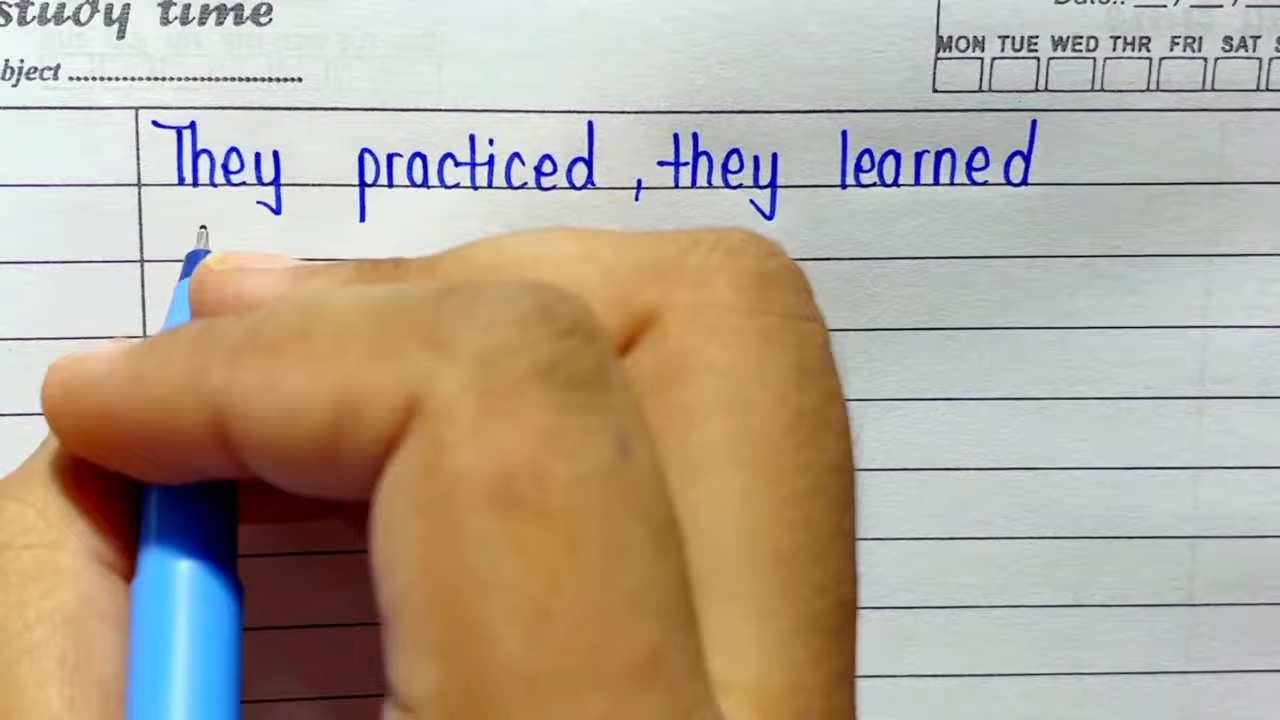 study time
bject
MON TUE WED THR FRI SAT
They practiced, they learned